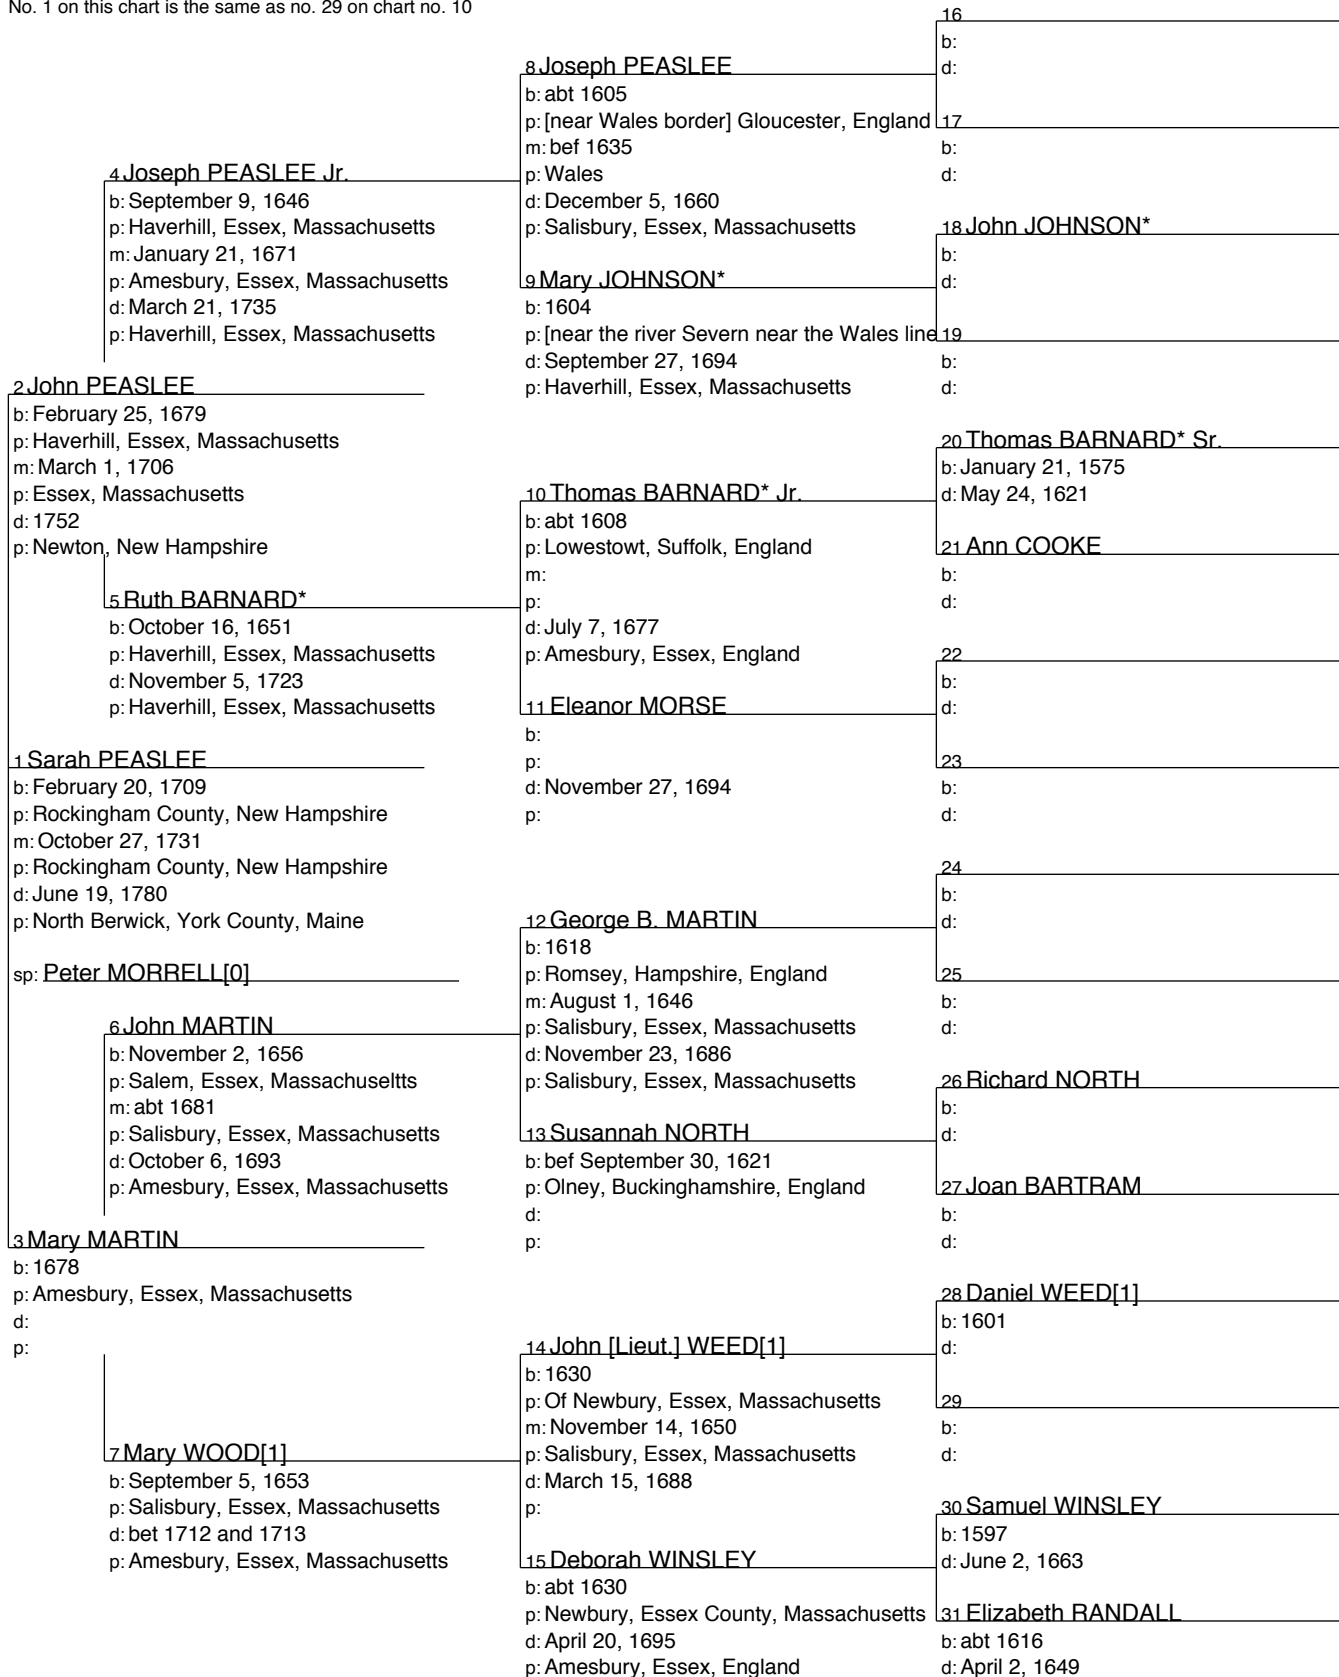 No. 1 on this chart is the same as no. 29 on chart no. 10
2 John PEASLEE
b: February 25, 1679
p: Haverhill, Essex, Massachusetts
m: March 1, 1706
p: Essex, Massachusetts
d: 1752
p: Newton, New Hampshire
1 Sarah PEASLEE
b: February 20, 1709
p: Rockingham County, New Hampshire
m: October 27, 1731
p: Rockingham County, New Hampshire
d: June 19, 1780
p: North Berwick, York County, Maine
sp: Peter MORRELL[0]
3 Mary MARTIN
b: 1678
p: Amesbury, Essex, Massachusetts
d:
p:
4 Joseph PEASLEE Jr.
b: September 9, 1646
p: Haverhill, Essex, Massachusetts
m: January 21, 1671
p: Amesbury, Essex, Massachusetts
d: March 21, 1735
p: Haverhill, Essex, Massachusetts
5 Ruth BARNARD*
b: October 16, 1651
p: Haverhill, Essex, Massachusetts
d: November 5, 1723
p: Haverhill, Essex, Massachusetts
6 John MARTIN
b: November 2, 1656
p: Salem, Essex, Massachuseltts
m: abt 1681
p: Salisbury, Essex, Massachusetts
d: October 6, 1693
p: Amesbury, Essex, Massachusetts
7 Mary WOOD[1]
b: September 5, 1653
p: Salisbury, Essex, Massachusetts
d: bet 1712 and 1713
p: Amesbury, Essex, Massachusetts
8 Joseph PEASLEE
b: abt 1605
p: [near Wales border] Gloucester, England
m: bef 1635
p: Wales
d: December 5, 1660
p: Salisbury, Essex, Massachusetts
9 Mary JOHNSON*
b: 1604
p: [near the river Severn near the Wales line
d: September 27, 1694
p: Haverhill, Essex, Massachusetts
10 Thomas BARNARD* Jr.
b: abt 1608
p: Lowestowt, Suffolk, England
m:
p:
d: July 7, 1677
p: Amesbury, Essex, England
11 Eleanor MORSE
b:
p:
d: November 27, 1694
p:
12 George B. MARTIN
b: 1618
p: Romsey, Hampshire, England
m: August 1, 1646
p: Salisbury, Essex, Massachusetts
d: November 23, 1686
p: Salisbury, Essex, Massachusetts
13 Susannah NORTH
b: bef September 30, 1621
p: Olney, Buckinghamshire, England
d:
p:
14 John [Lieut.] WEED[1]
b: 1630
p: Of Newbury, Essex, Massachusetts
m: November 14, 1650
p: Salisbury, Essex, Massachusetts
d: March 15, 1688
p:
15 Deborah WINSLEY
b: abt 1630
p: Newbury, Essex County, Massachusetts
d: April 20, 1695
p: Amesbury, Essex, England
16
b:
d:
17
b:
d:
18 John JOHNSON*
b:
d:
19
b:
d:
20 Thomas BARNARD* Sr.
b: January 21, 1575
d: May 24, 1621
21 Ann COOKE
b:
d:
22
b:
d:
23
b:
d:
24
b:
d:
25
b:
d:
26 Richard NORTH
b:
d:
27 Joan BARTRAM
b:
d:
28 Daniel WEED[1]
b: 1601
d:
29
b:
d:
30 Samuel WINSLEY
b: 1597
d: June 2, 1663
31 Elizabeth RANDALL
b: abt 1616
d: April 2, 1649